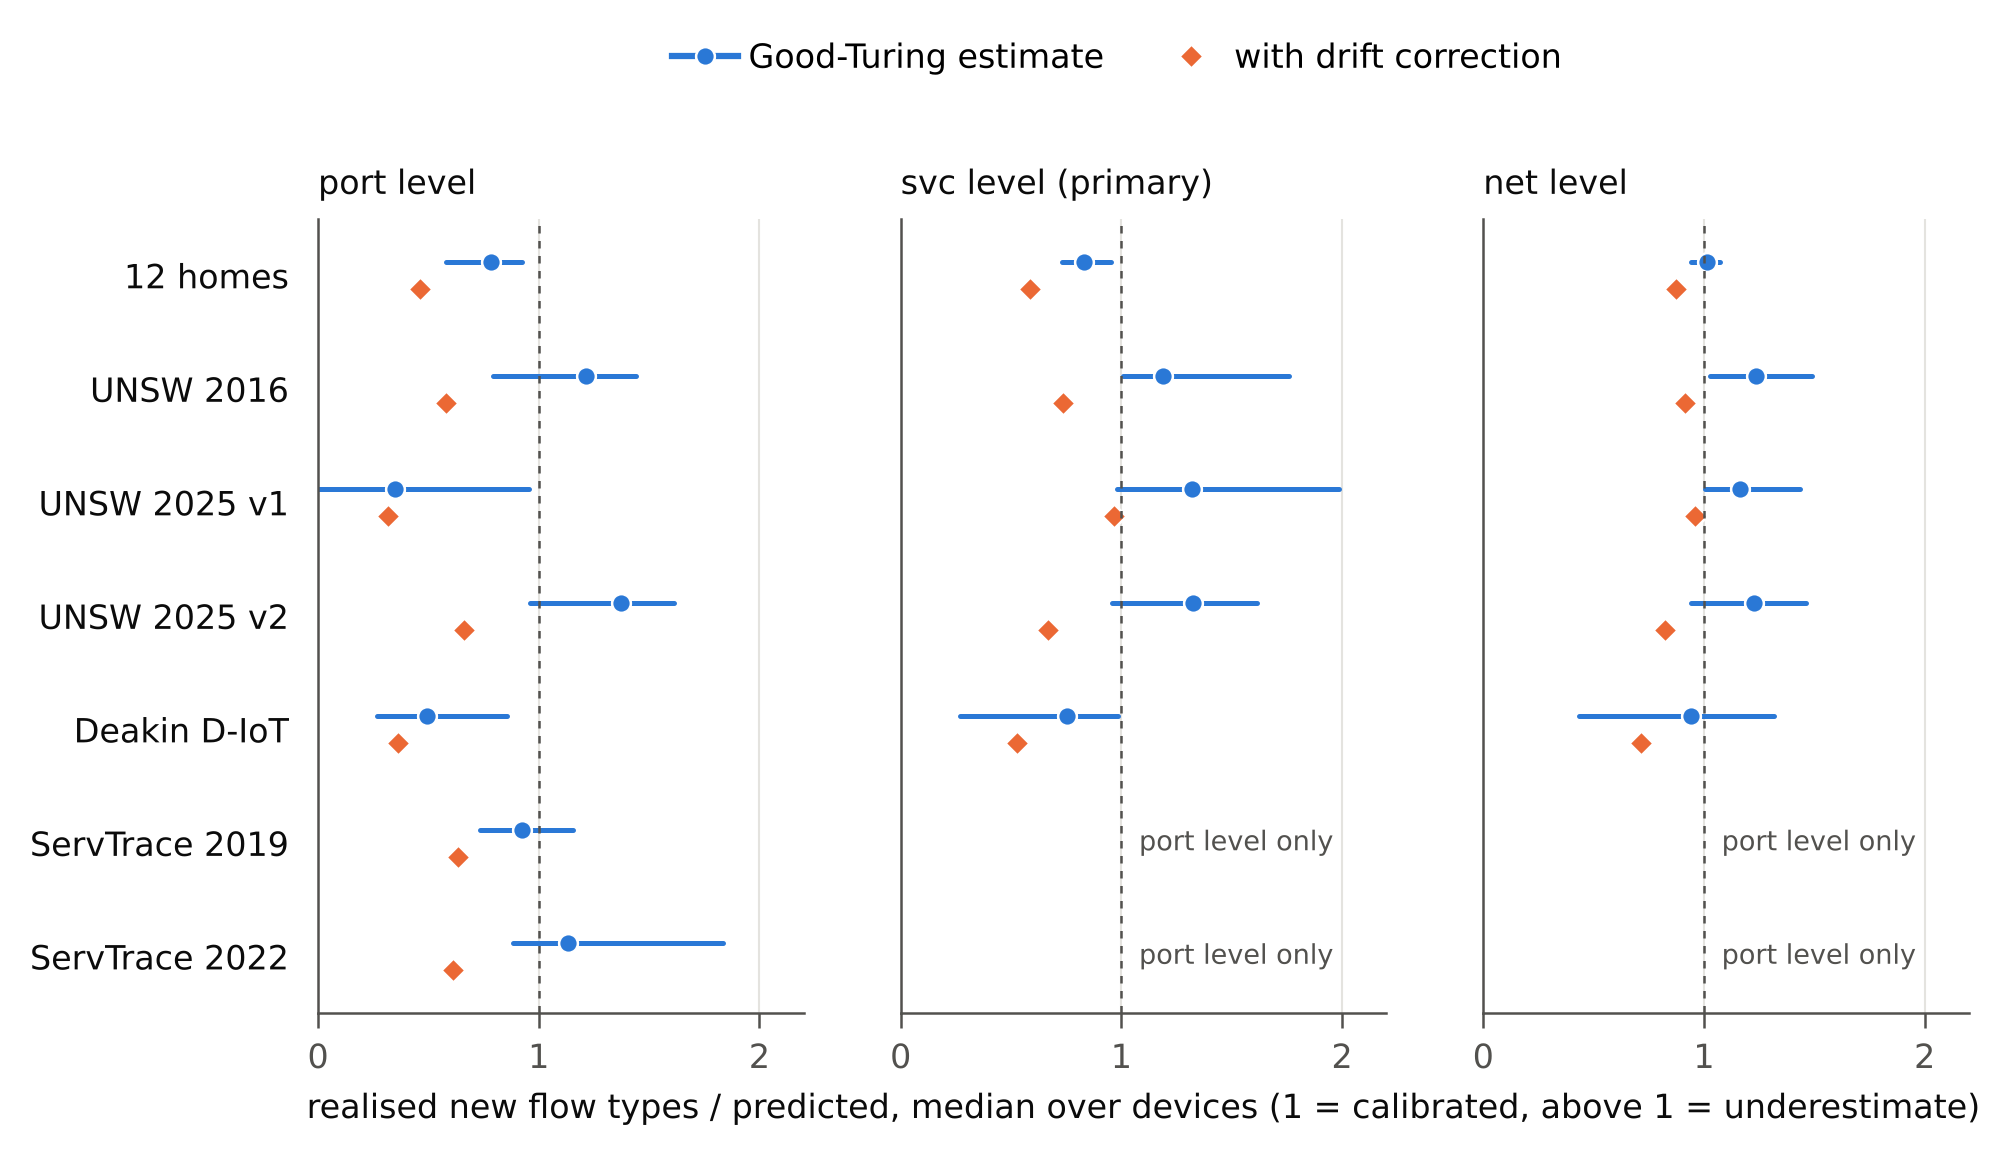 Good-Turing estimate with drift correction
port level svc level (primary) net level
12 homes
UNSW 2016
UNSW 2025 v1
UNSW 2025 v2
Deakin D-IoT
ServTrace 2019 port level only port level only
ServTrace 2022 port level only port level only
0 1 2 0 1 2 0 1 2
realised new flow types / predicted, median over devices (1 = calibrated, above 1 = underestimate)